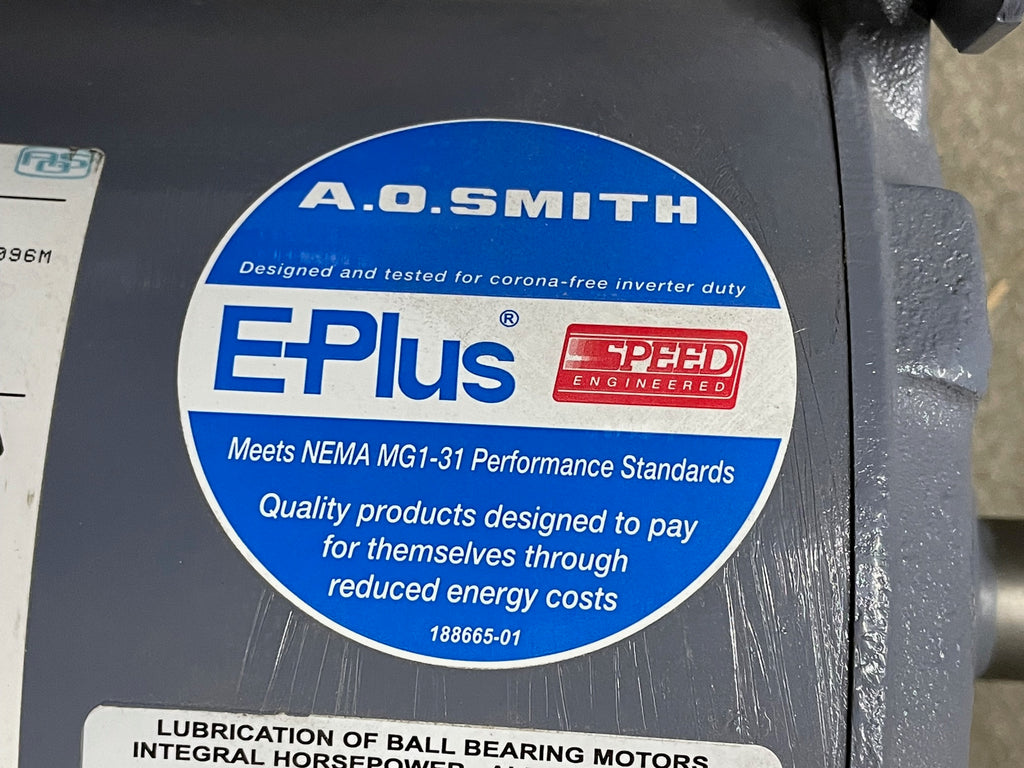 096M
A.O.SMITH
Designed and tested for corona-free inverter duty
E-Plus®
SPEED
ENGINEERED
Meets NEMA MG1-31 Performance Standards
Quality products designed to pay
for themselves through
reduced energy costs
188665-01
LUBRICATION OF BALL BEARING MOTORS
INTEGRAL HORSEPOWER